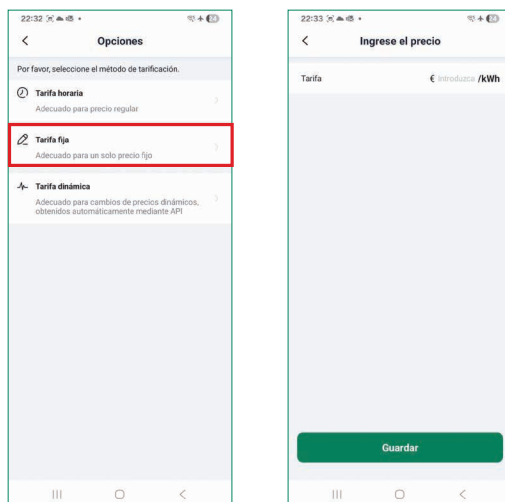 22:32
Opciones
Por favor, seleccione el método de tarificación.
Tarifa horaria
Adecuado para precio regular
Tarifa fija
Adecuado para un solo precio fijo
Tarifa dinámica
Adecuado para cambios de precios dinámicos,
obtenidos automáticamente mediante API
22:33
Ingrese el precio
Tarifa € Introduzca /kWh
Guardar